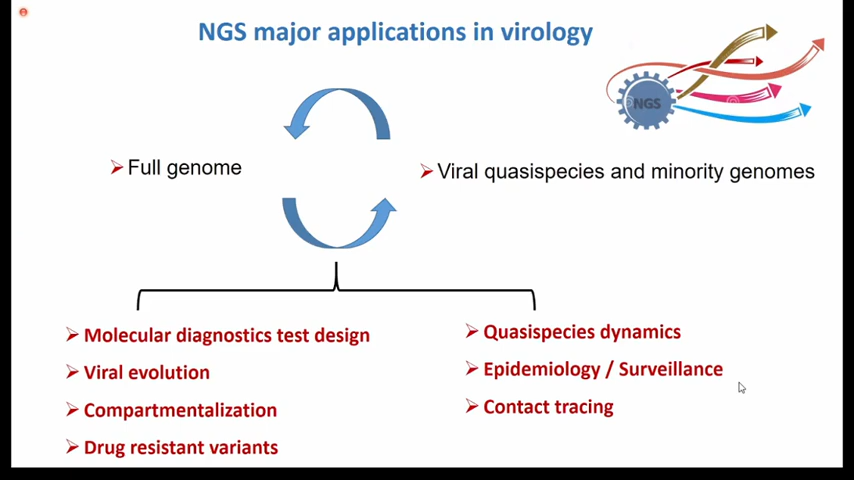 NGS major applications in virology
NGS
Full genome
Viral quasispecies and minority genomes
Molecular diagnostics test design
Viral evolution
Compartmentalization
Drug resistant variants
Quasispecies dynamics
Epidemiology / Surveillance
Contact tracing